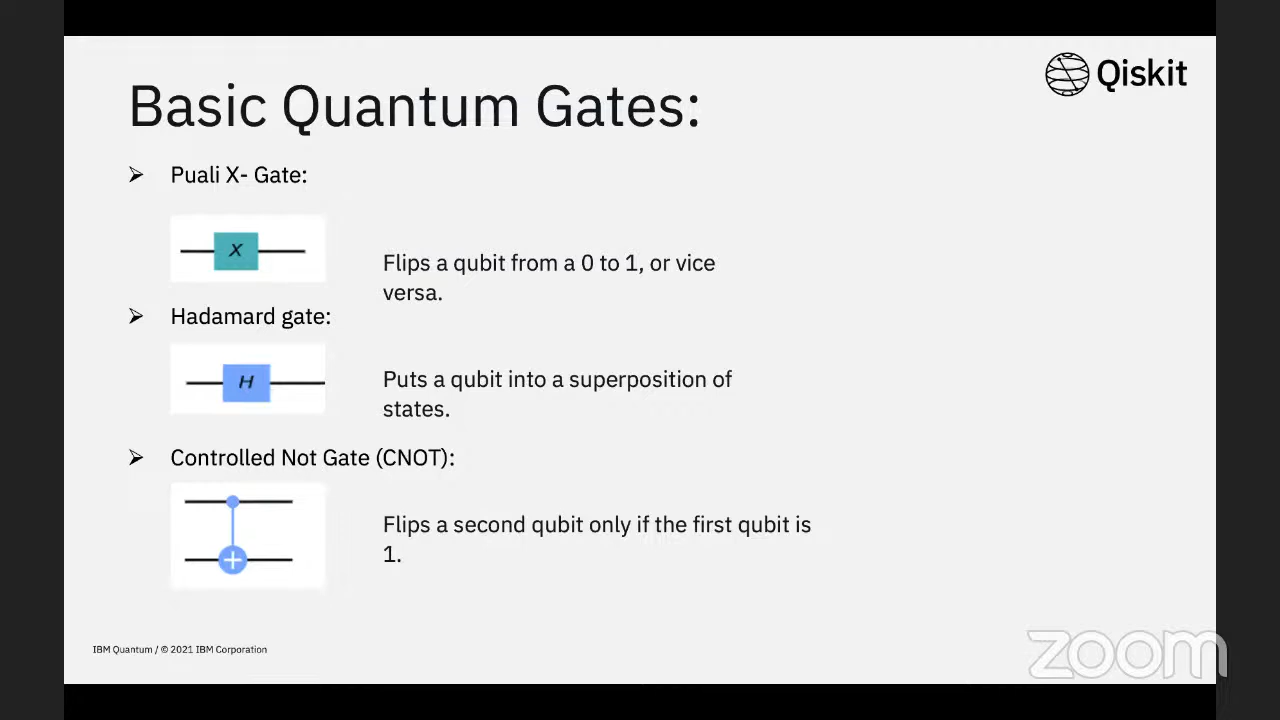 Qiskit
Basic Quantum Gates:
➢ Puali X- Gate:
X
Flips a qubit from a 0 to 1, or vice
versa.
➢ Hadamard gate:
H
Puts a qubit into a superposition of
states.
➢ Controlled Not Gate (CNOT):
+
Flips a second qubit only if the first qubit is
1.
IBM Quantum / © 2021 IBM Corporation
zoom